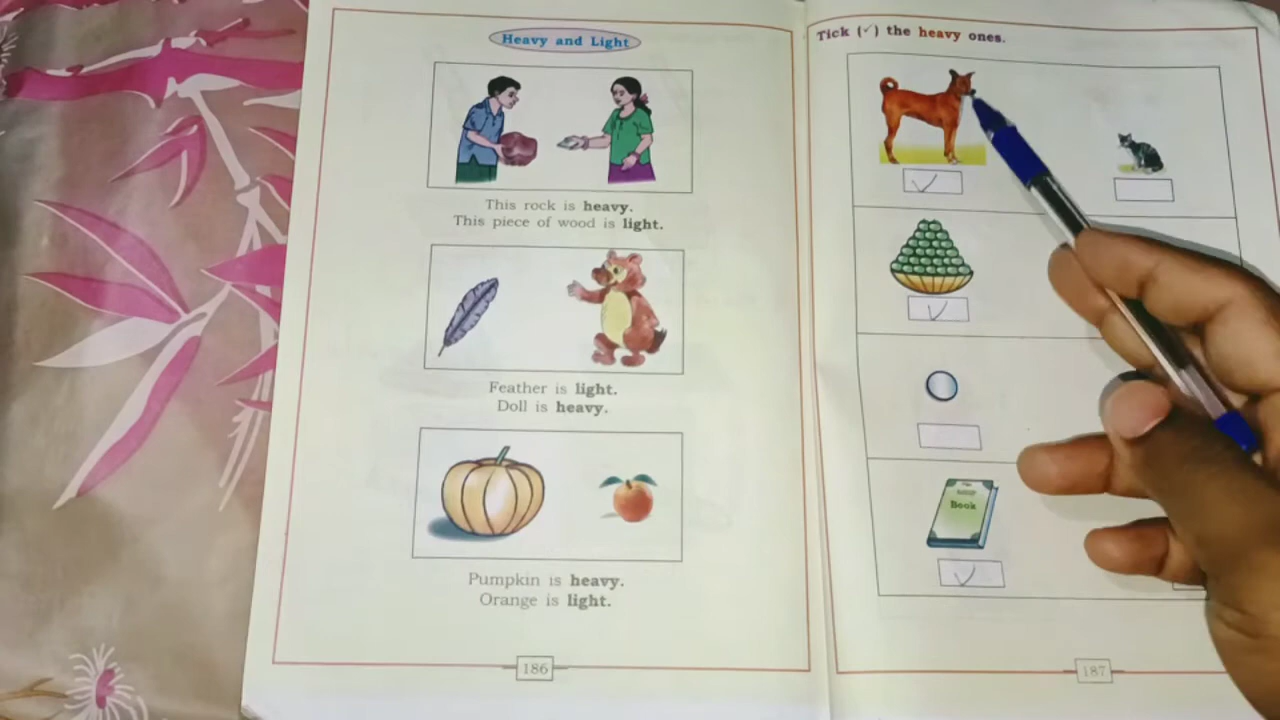 Heavy and Light
This rock is heavy.
This piece of wood is light.
Feather is light.
Doll is heavy.
Pumpkin is heavy.
Orange is light.
186
Tick (✓) the heavy ones.
✓
✓
Book
✓
187